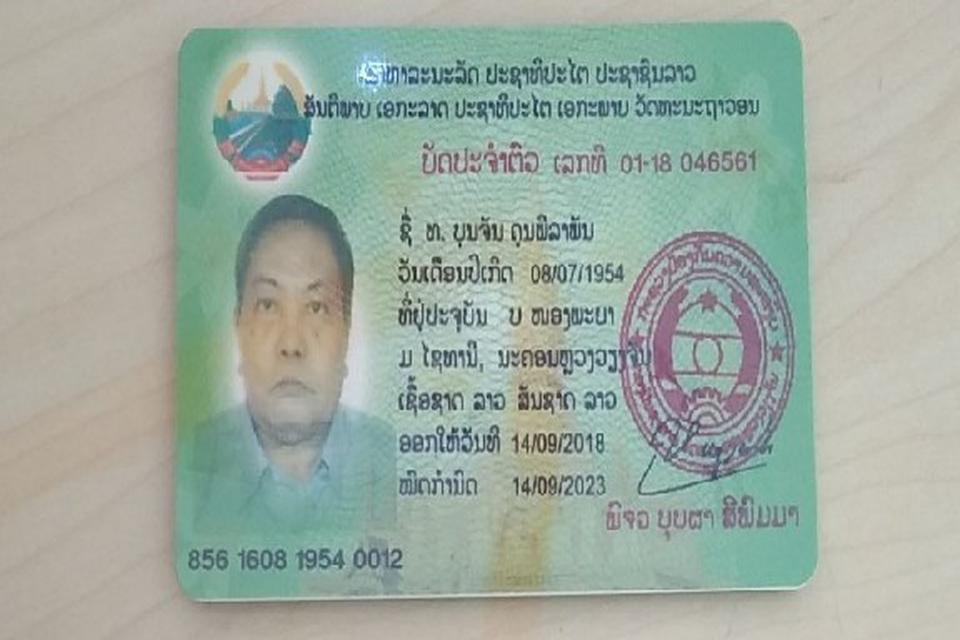 ສາທາລະນະລັດ ປະຊາທິປະໄຕ ປະຊາຊົນລາວ
ສັນຕິພາບ ເອກະລາດ ປະຊາທິປະໄຕ ເອກະພາບ ວັດທະນະຖາວອນ
ບັດປະຈຳຕົວ ເລກທີ 01-18 046561
ຊື່ ທ. ບຸນຈັນ ຄຸນພິລາພັນ
ວັນເດືອນປີເກີດ 08/07/1954
ທີ່ຢູ່ປະຈຸບັນ ບ ໜອງພະຍາ
ມ ໄຊທານີ, ນະຄອນຫຼວງວຽງຈັນ
ເຊື້ອຊາດ ລາວ ສັນຊາດ ລາວ
ອອກໃຫ້ວັນທີ 14/09/2018
ໝົດກຳນົດ 14/09/2023
ພົຈວ ບຸບຜາ ສີພົມມາ
856 1608 1954 0012